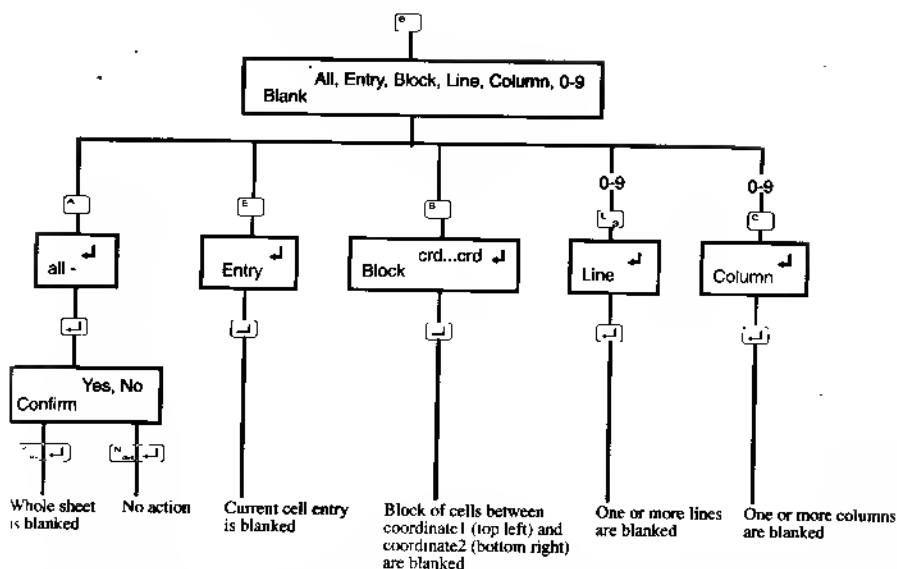 e
All, Entry, Block, Line, Column, 0-9
Blank
0-9
0-9
A
E
B
L
C
all -
Entry
crd...crd
Block
Line
Column
Yes, No
Confirm
N
Whole sheet
is blanked
No action
Current cell entry
is blanked
Block of cells between
coordinate1 (top left) and
coordinate2 (bottom right)
are blanked
One or more lines
are blanked
One or more columns
are blanked